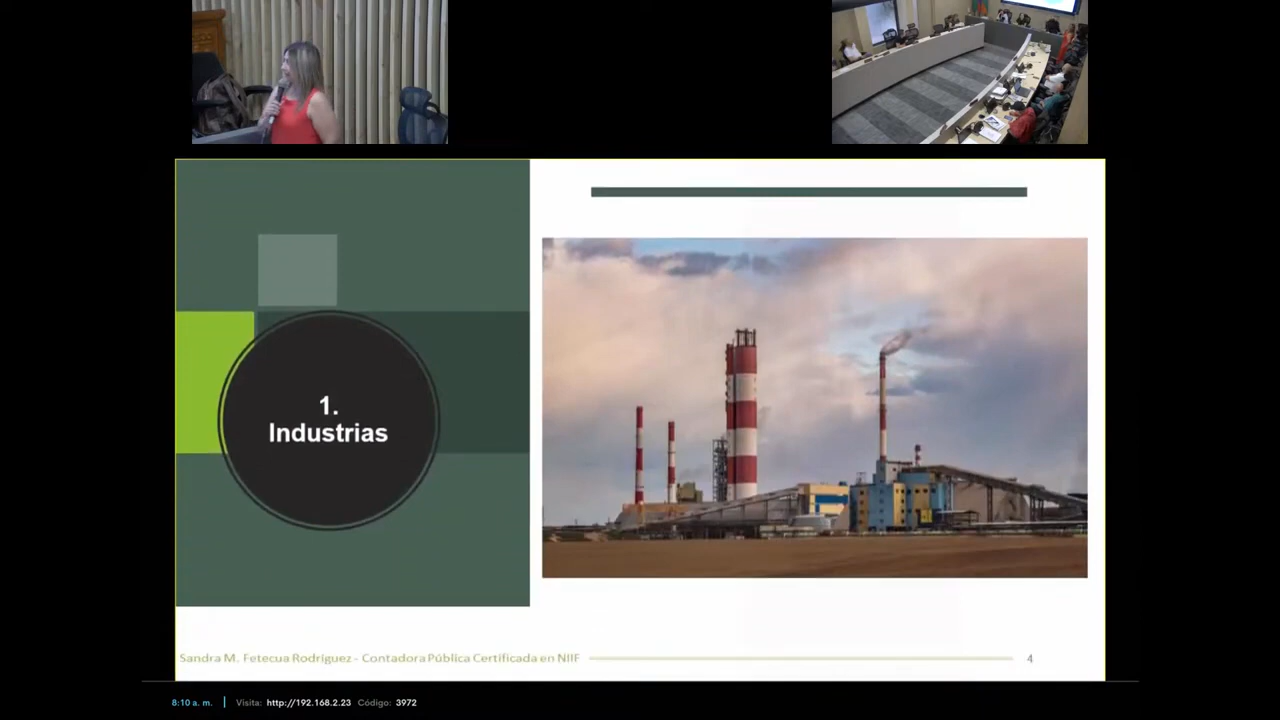 1.
Industrias
Sandra M. Fetecua Rodríguez - Contadora Pública Certificada en NIIF
4
8:10 a. m. | Visita: http://192.168.2.23 Código: 3972